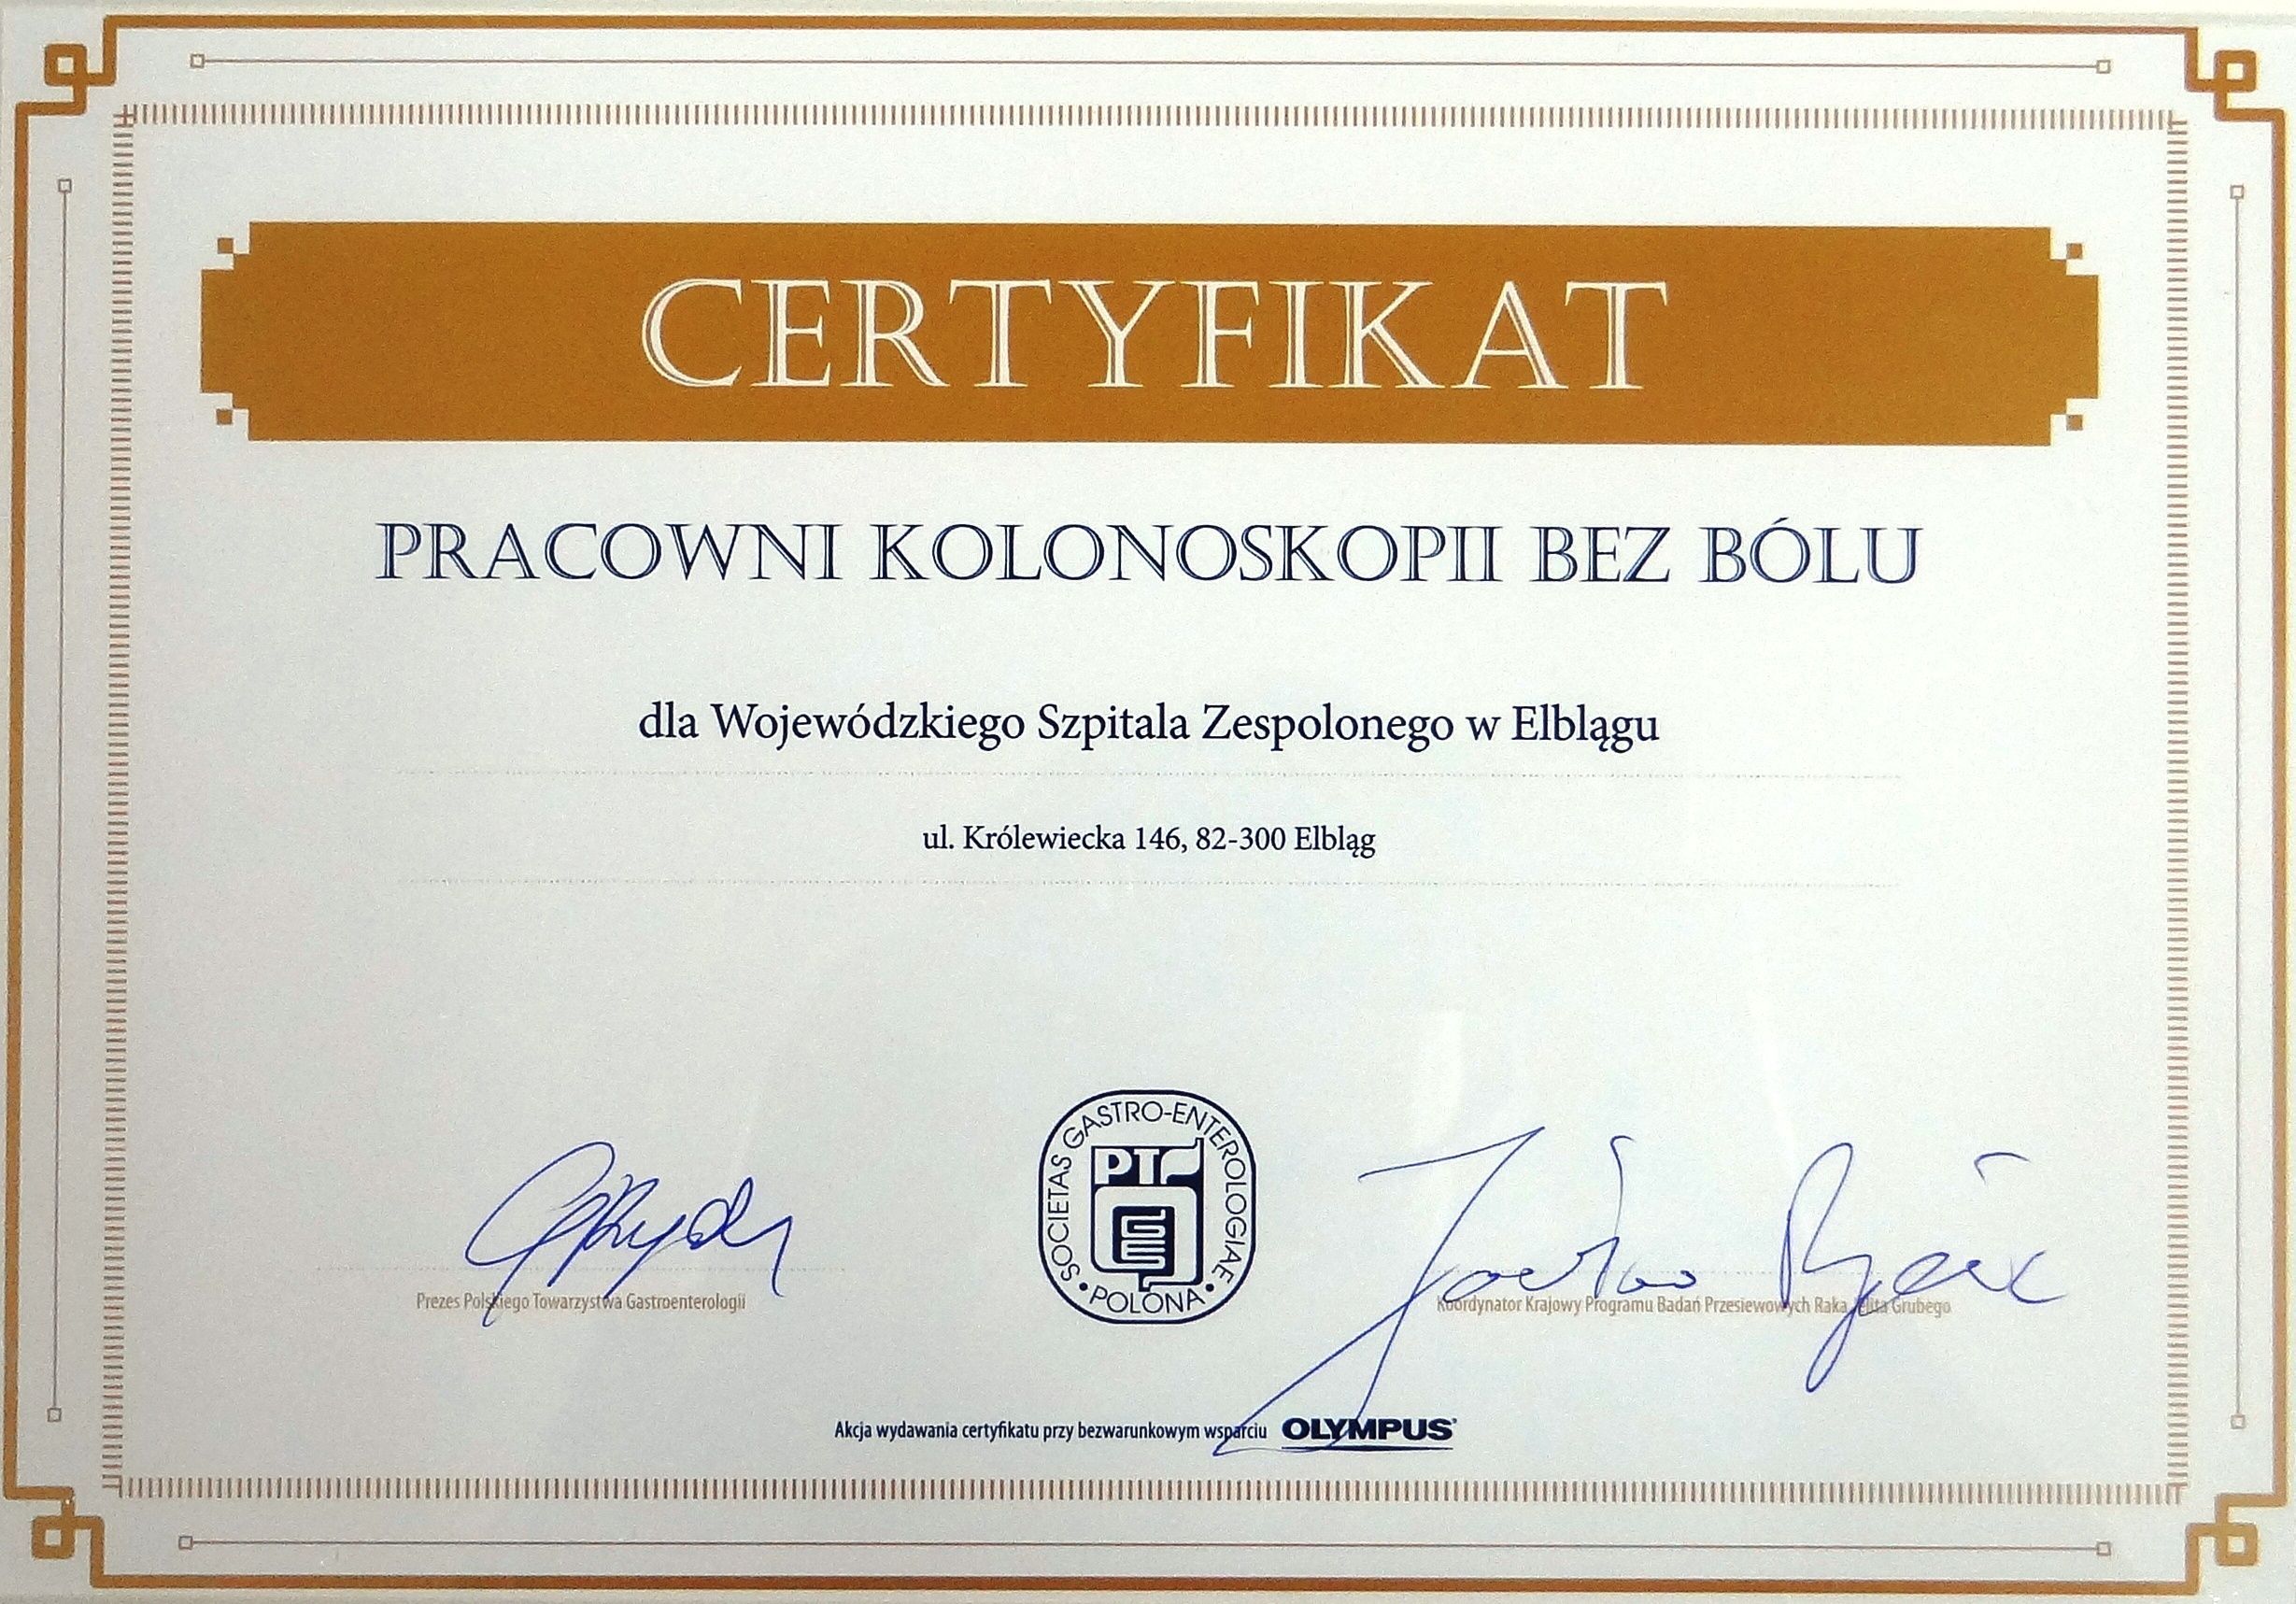 CERTYFIKAT
PRACOWNI KOLONOSKOPII BEZ BÓLU
dla Wojewódzkiego Szpitala Zespolonego w Elblągu
ul. Królewiecka 146, 82-300 Elbląg
SOCIETAS GASTRO-ENTEROLOGIAE
PTG
• POLONA •
Prezes Polskiego Towarzystwa Gastroenterologii
Koordynator Krajowy Programu Badań Przesiewowych Raka Jelita Grubego
Akcja wydawania certyfikatu przy bezwarunkowym wsparciu OLYMPUS